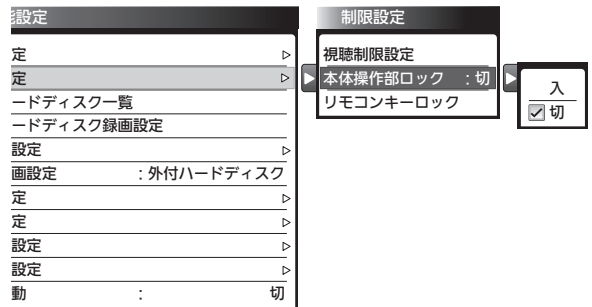 能設定
定 ▷
定 ▷
ードディスク一覧
ードディスク録画設定
設定 ▷
画設定 : 外付ハードディスク
定 ▷
定 ▷
設定 ▷
設定 ▷
動 : 切
制限設定
視聴制限設定
本体操作部ロック : 切
リモコンキーロック
入
切